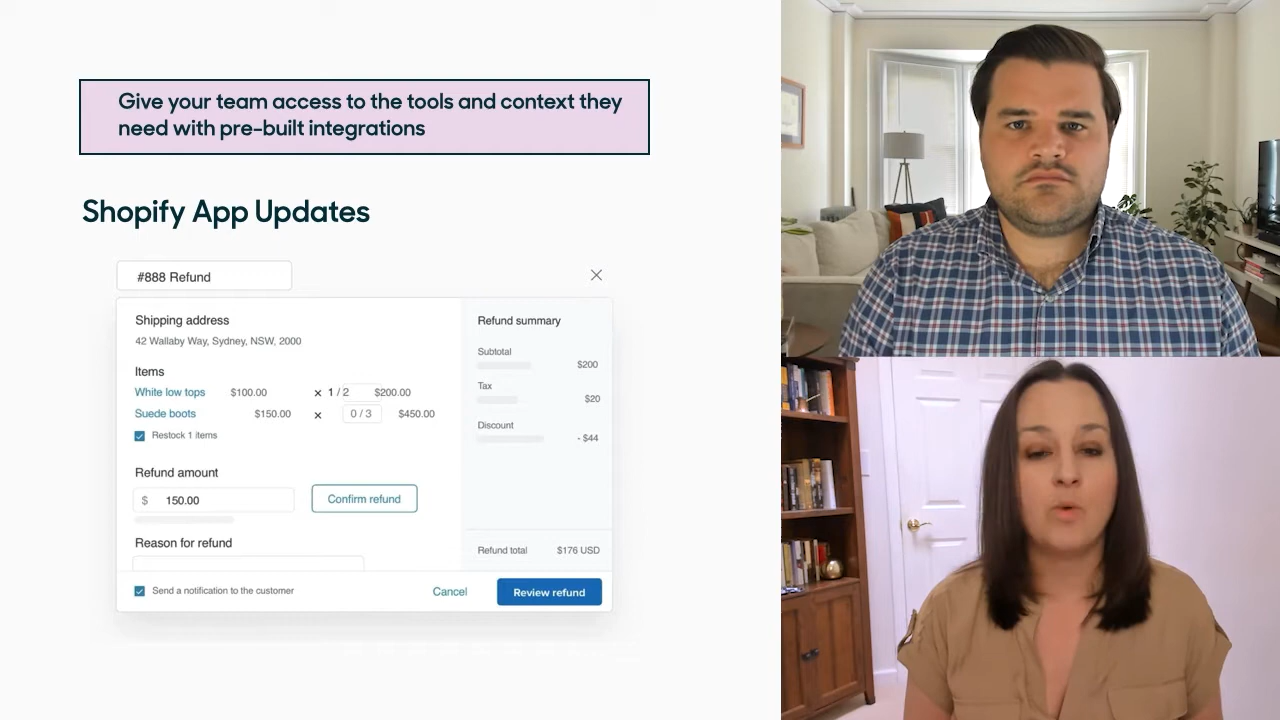 Give your team access to the tools and context they
need with pre-built integrations
Shopify App Updates
#888 Refund
Shipping address
42 Wallaby Way, Sydney, NSW, 2000
Items
White low tops $100.00 × 1 / 2 $200.00
Suede boots $150.00 × 0 / 3 $450.00
Restock 1 items
Refund amount
$ 150.00 Confirm refund
Reason for refund
Send a notification to the customer
Refund summary
Subtotal
$200
Tax
$20
Discount
- $44
Refund total $176 USD
Cancel Review refund